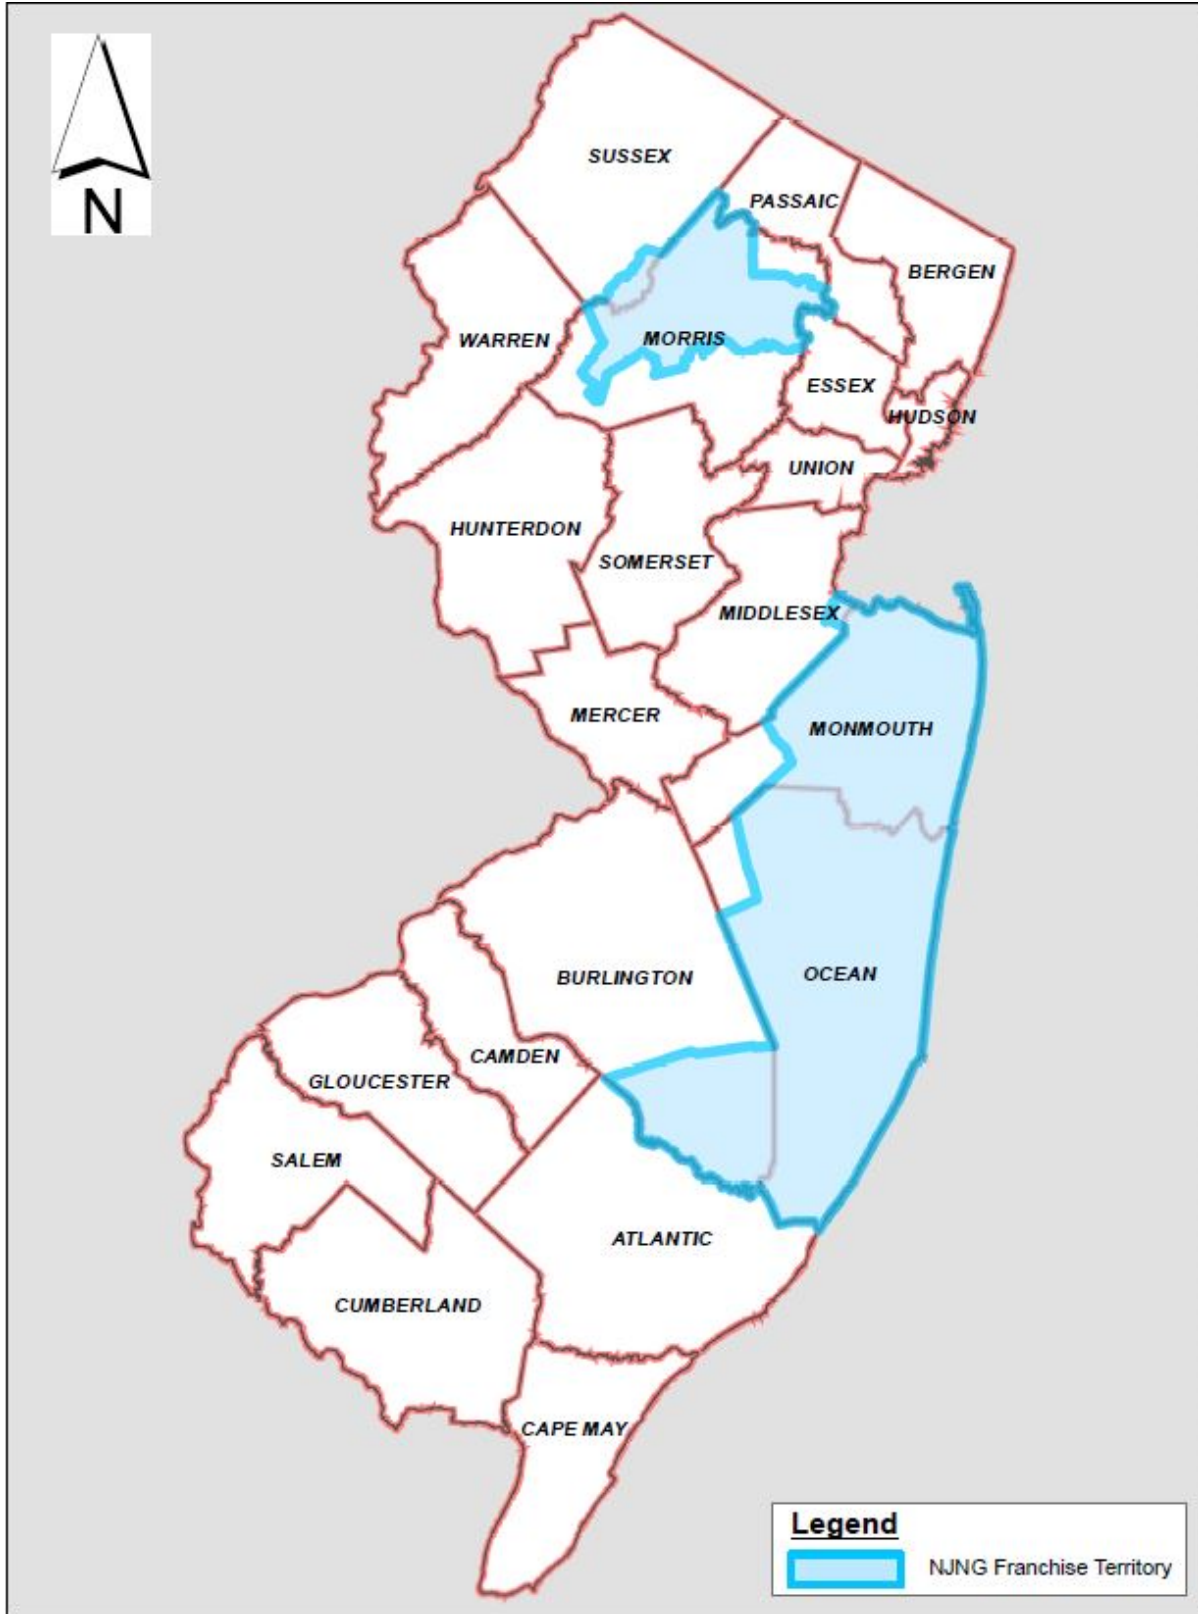 N
SUSSEX
PASSAIC
BERGEN
WARREN
MORRIS
ESSEX
HUDSON
UNION
HUNTERDON
SOMERSET
MIDDLESEX
MERCER
MONMOUTH
BURLINGTON
OCEAN
CAMDEN
GLOUCESTER
SALEM
ATLANTIC
CUMBERLAND
CAPE MAY
Legend
NJNG Franchise Territory